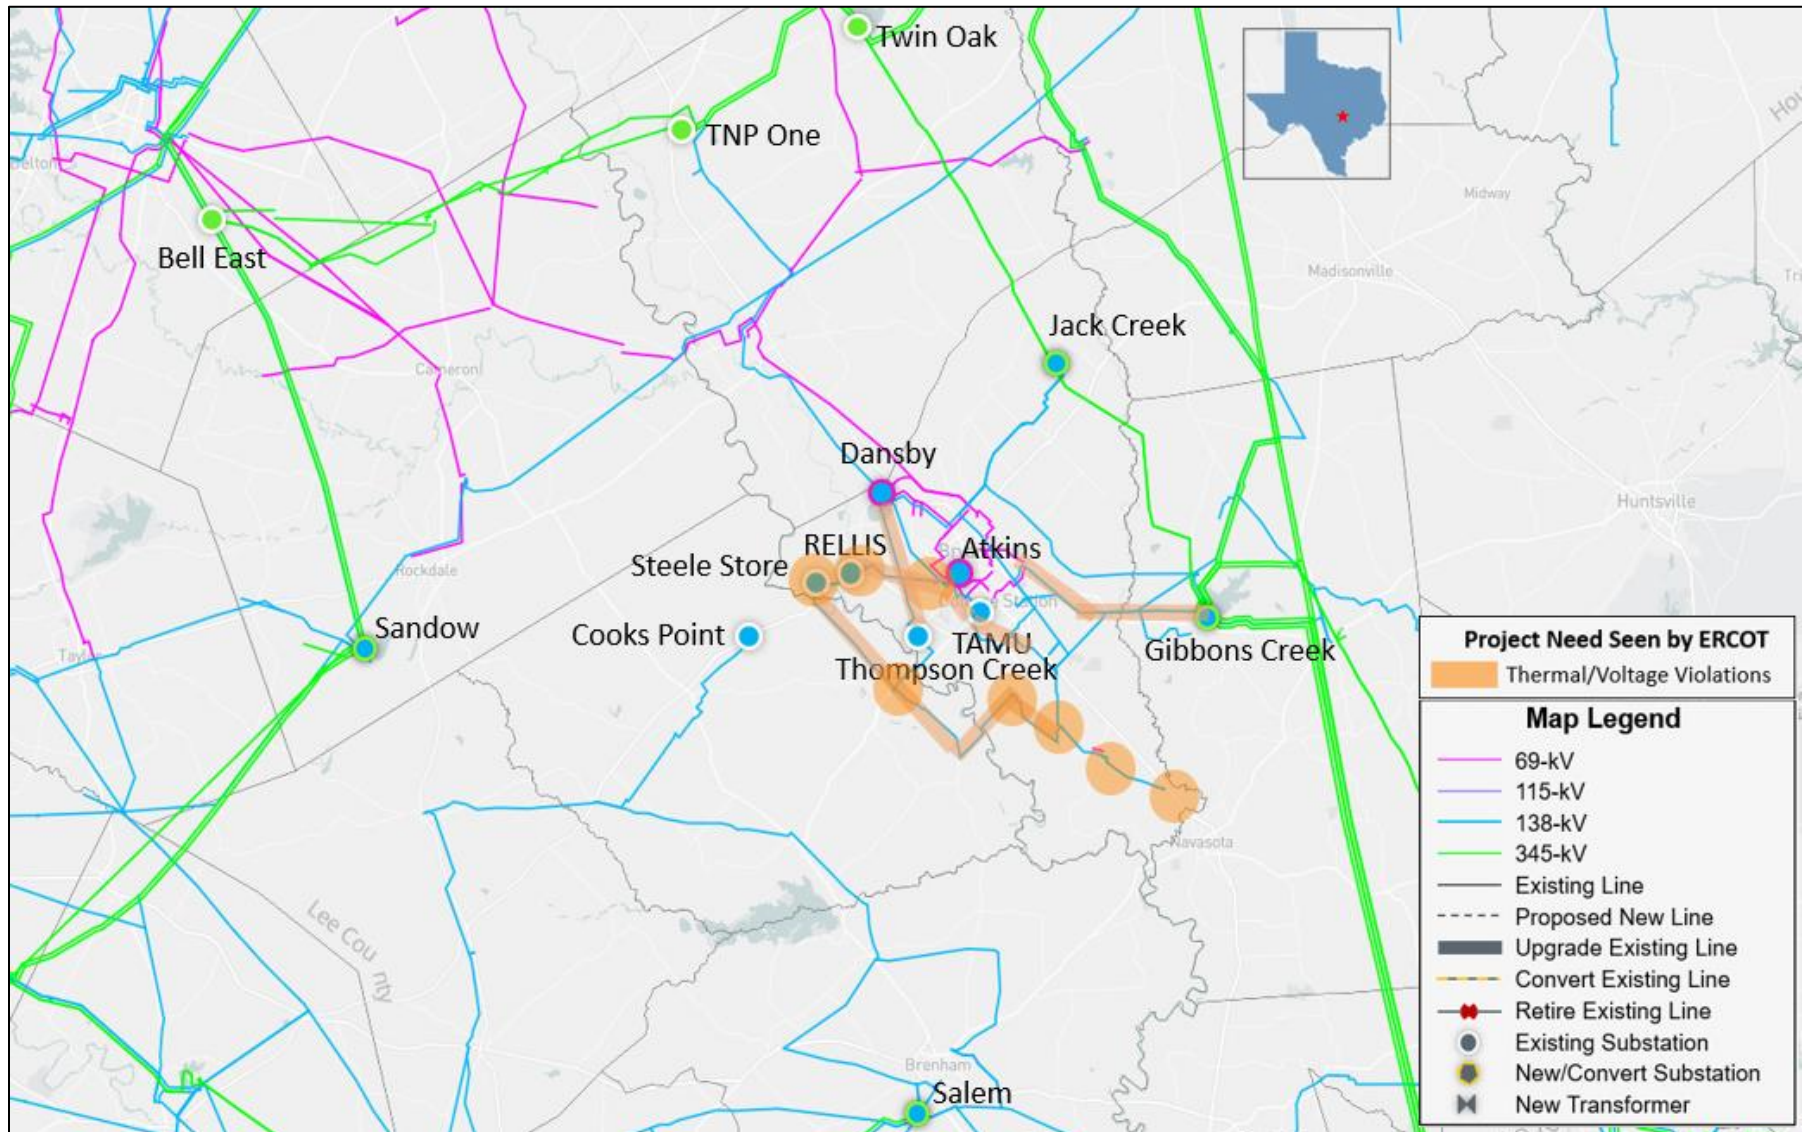 Twin Oak
TNP One
Bell East
Midway
Madisonville
Jack Creek
Cameron
Dansby
Huntsville
RELLIS
Atkins
Steele Store
Rockdale
Station
Cooks Point
TAMU
Sandow
Thompson Creek
Gibbons Creek
Taylor
Navasota
Lee County
Brenham
Salem
Project Need Seen by ERCOT
Thermal/Voltage Violations
Map Legend
69-kV
115-kV
138-kV
345-kV
Existing Line
Proposed New Line
Upgrade Existing Line
Convert Existing Line
Retire Existing Line
Existing Substation
New/Convert Substation
New Transformer